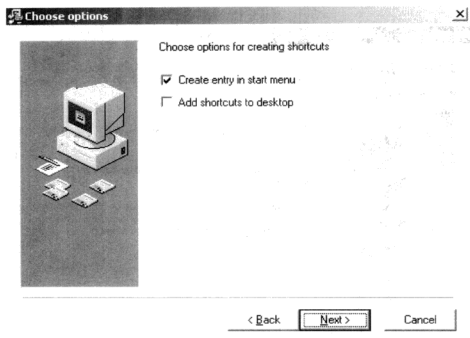 Choose options
Choose options for creating shortcuts
Create entry in start menu
Add shortcuts to desktop
< Back
Next >
Cancel